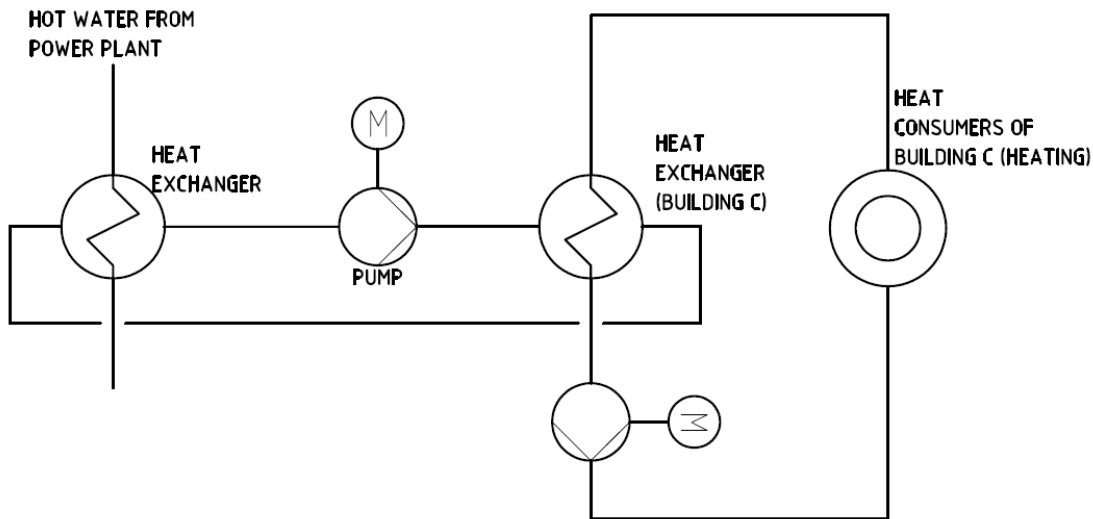 HOT WATER FROM
POWER PLANT
M
HEAT
EXCHANGER
PUMP
HEAT
EXCHANGER
(BUILDING C)
HEAT
CONSUMERS OF
BUILDING C (HEATING)
M